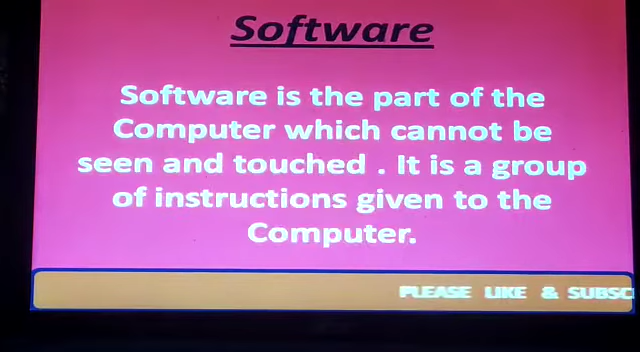 Software
Software is the part of the
Computer which cannot be
seen and touched . It is a group
of instructions given to the
Computer.
PLEASE LIKE & SUBSC